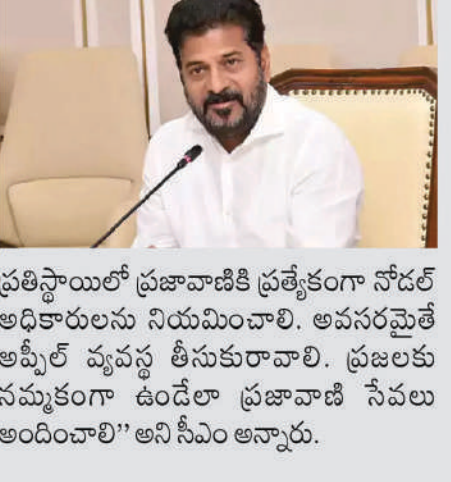 ప్రతిస్థాయిలో ప్రజావాణికి ప్రత్యేకంగా నోడల్
అధికారులను నియమించాలి. అవసరమైతే
అప్పీల్ వ్యవస్థ తీసుకురావాలి. ప్రజలకు
నమ్మకంగా ఉండేలా ప్రజావాణి సేవలు
అందించాలి’’ అని సీఎం అన్నారు.